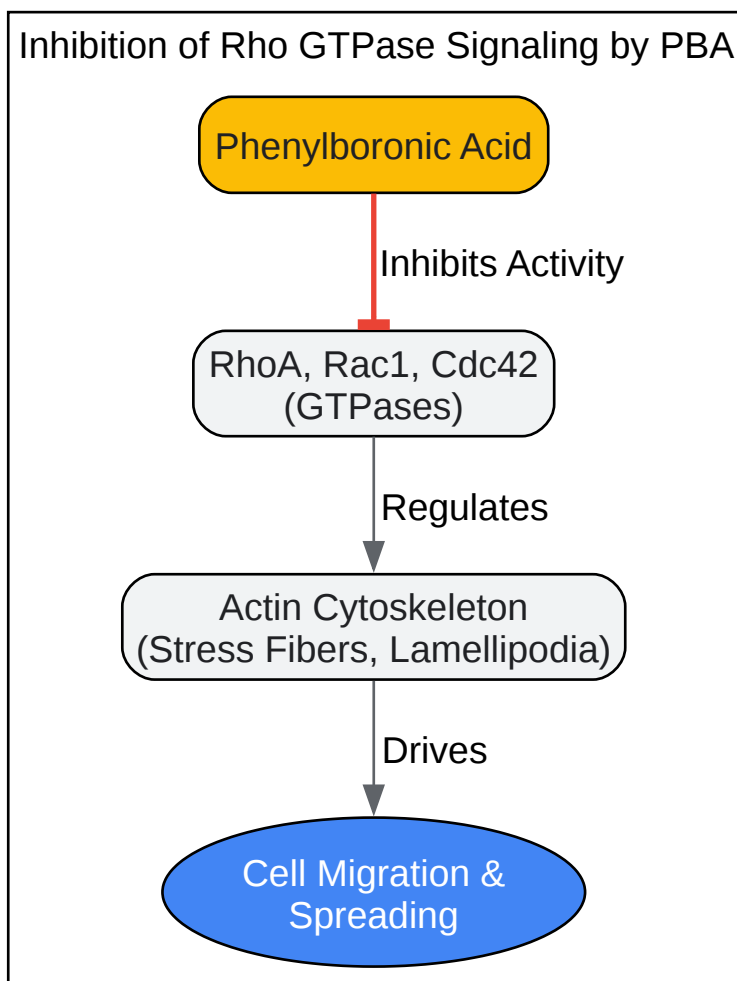 Inhibition of Rho GTPase Signaling by PBA
Phenylboronic Acid
Inhibits Activity
RhoA, Rac1, Cdc42
(GTPases)
Regulates
Actin Cytoskeleton
(Stress Fibers, Lamellipodia)
Drives
Cell Migration &
Spreading